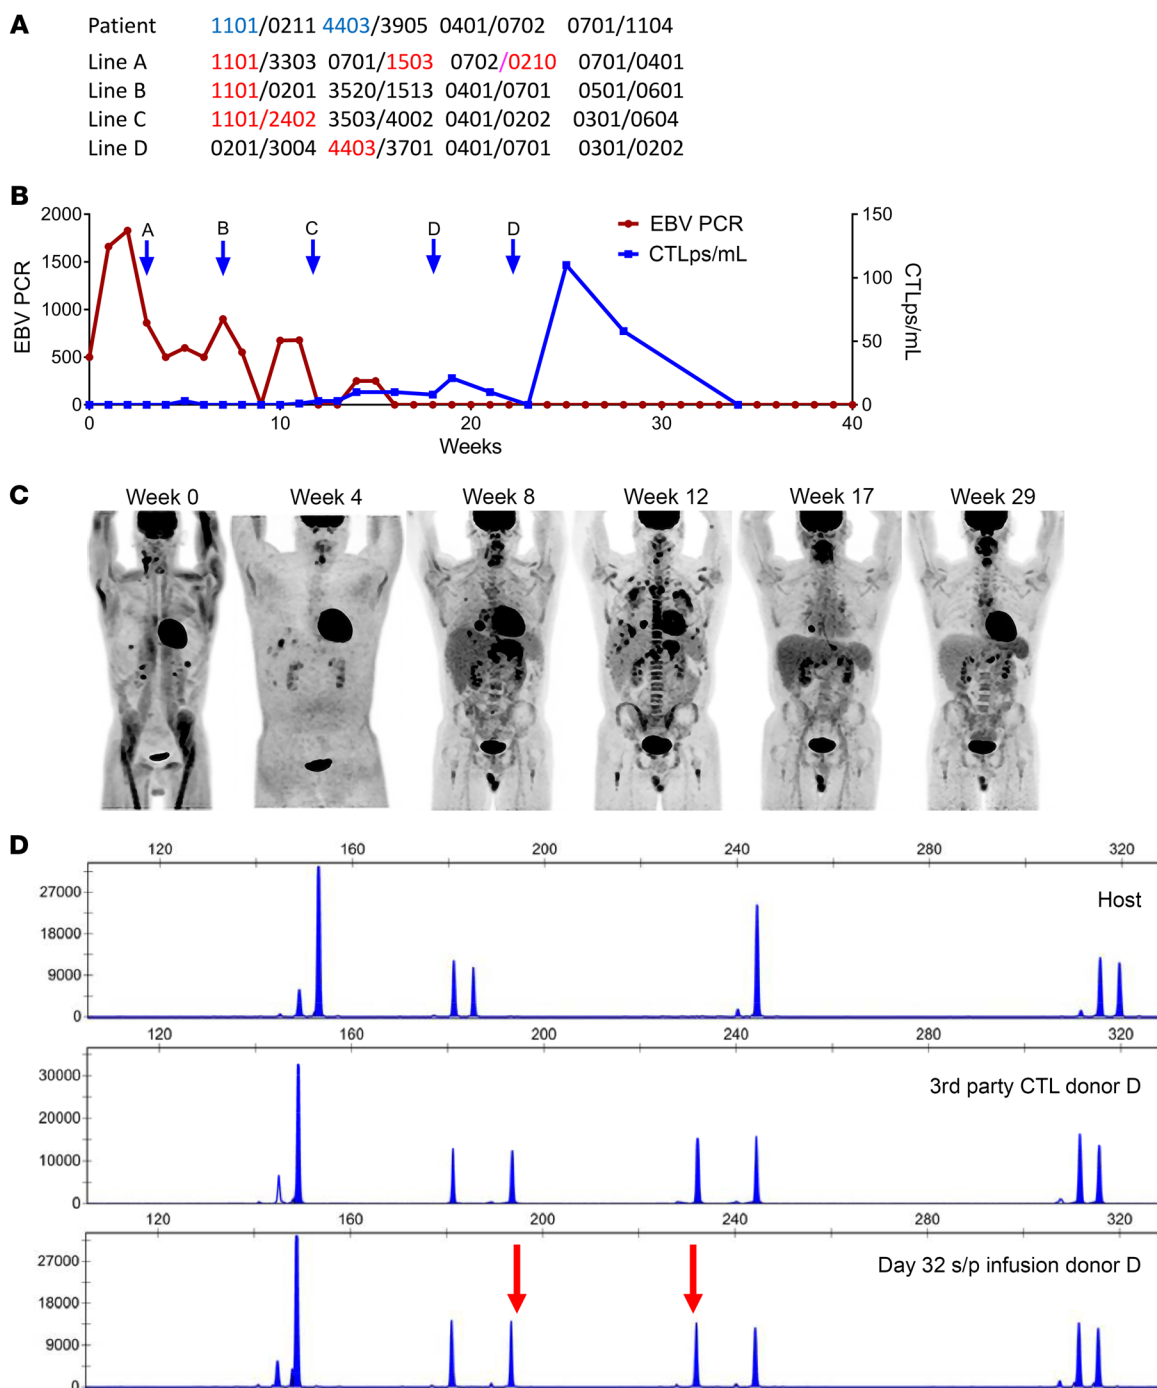 A
Patient 1101/0211 4403/3905 0401/0702 0701/1104
Line A 1101/3303 0701/1503 0702/0210 0701/0401
Line B 1101/0201 3520/1513 0401/0701 0501/0601
Line C 1101/2402 3503/4002 0401/0202 0301/0604
Line D 0201/3004 4403/3701 0401/0701 0301/0202
B
2000
1500
1000
500
0
EBV PCR
A B C D D
EBV PCR
CTLps/mL
150
100
50
0
CTLps/mL
0 10 20 30 40
Weeks
C
Week 0 Week 4 Week 8 Week 12 Week 17 Week 29
D
120 160 200 240 280 320
27000
18000
9000
0
Host
120 160 200 240 280 320
30000
20000
10000
0
3rd party CTL donor D
120 160 200 240 280 320
27000
18000
9000
0
Day 32 s/p infusion donor D